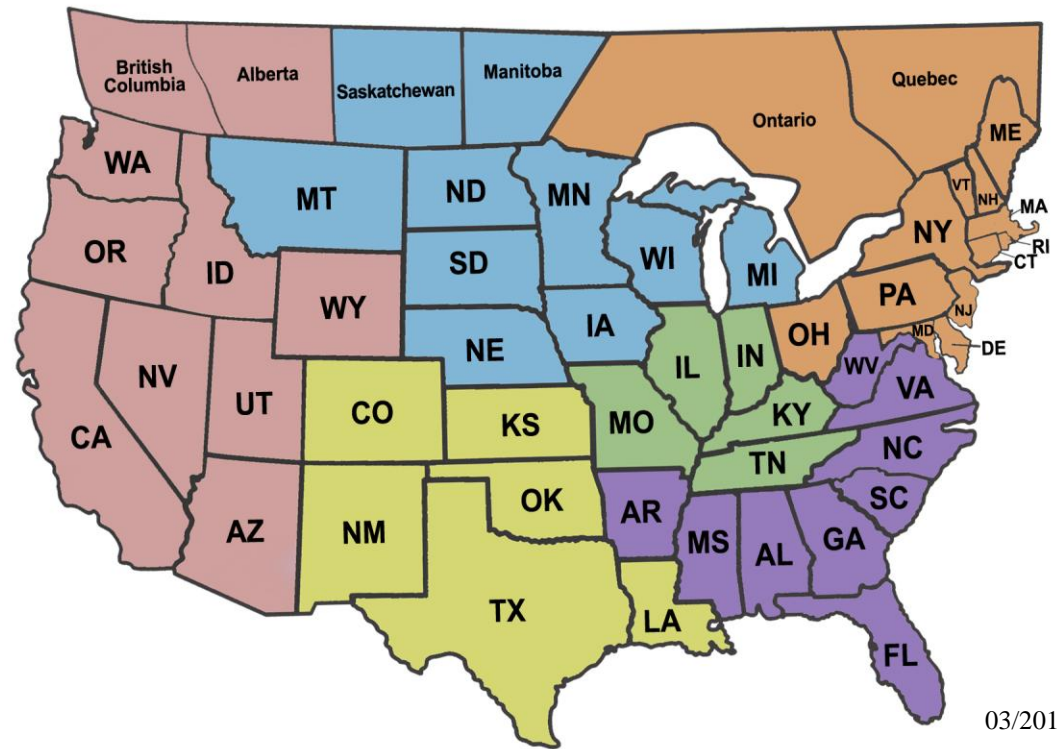 British
Columbia
Alberta
Saskatchewan
Manitoba
Ontario
Quebec
WA
MT
ND
MN
ME
VT
NH
MA
OR
ID
SD
WI
MI
NY
RI
CT
WY
NE
IA
PA
NJ
OH
MD
DE
NV
UT
CO
KS
IL
IN
WV
VA
CA
MO
KY
AZ
NM
OK
AR
TN
NC
SC
TX
LA
MS
AL
GA
FL
03/201